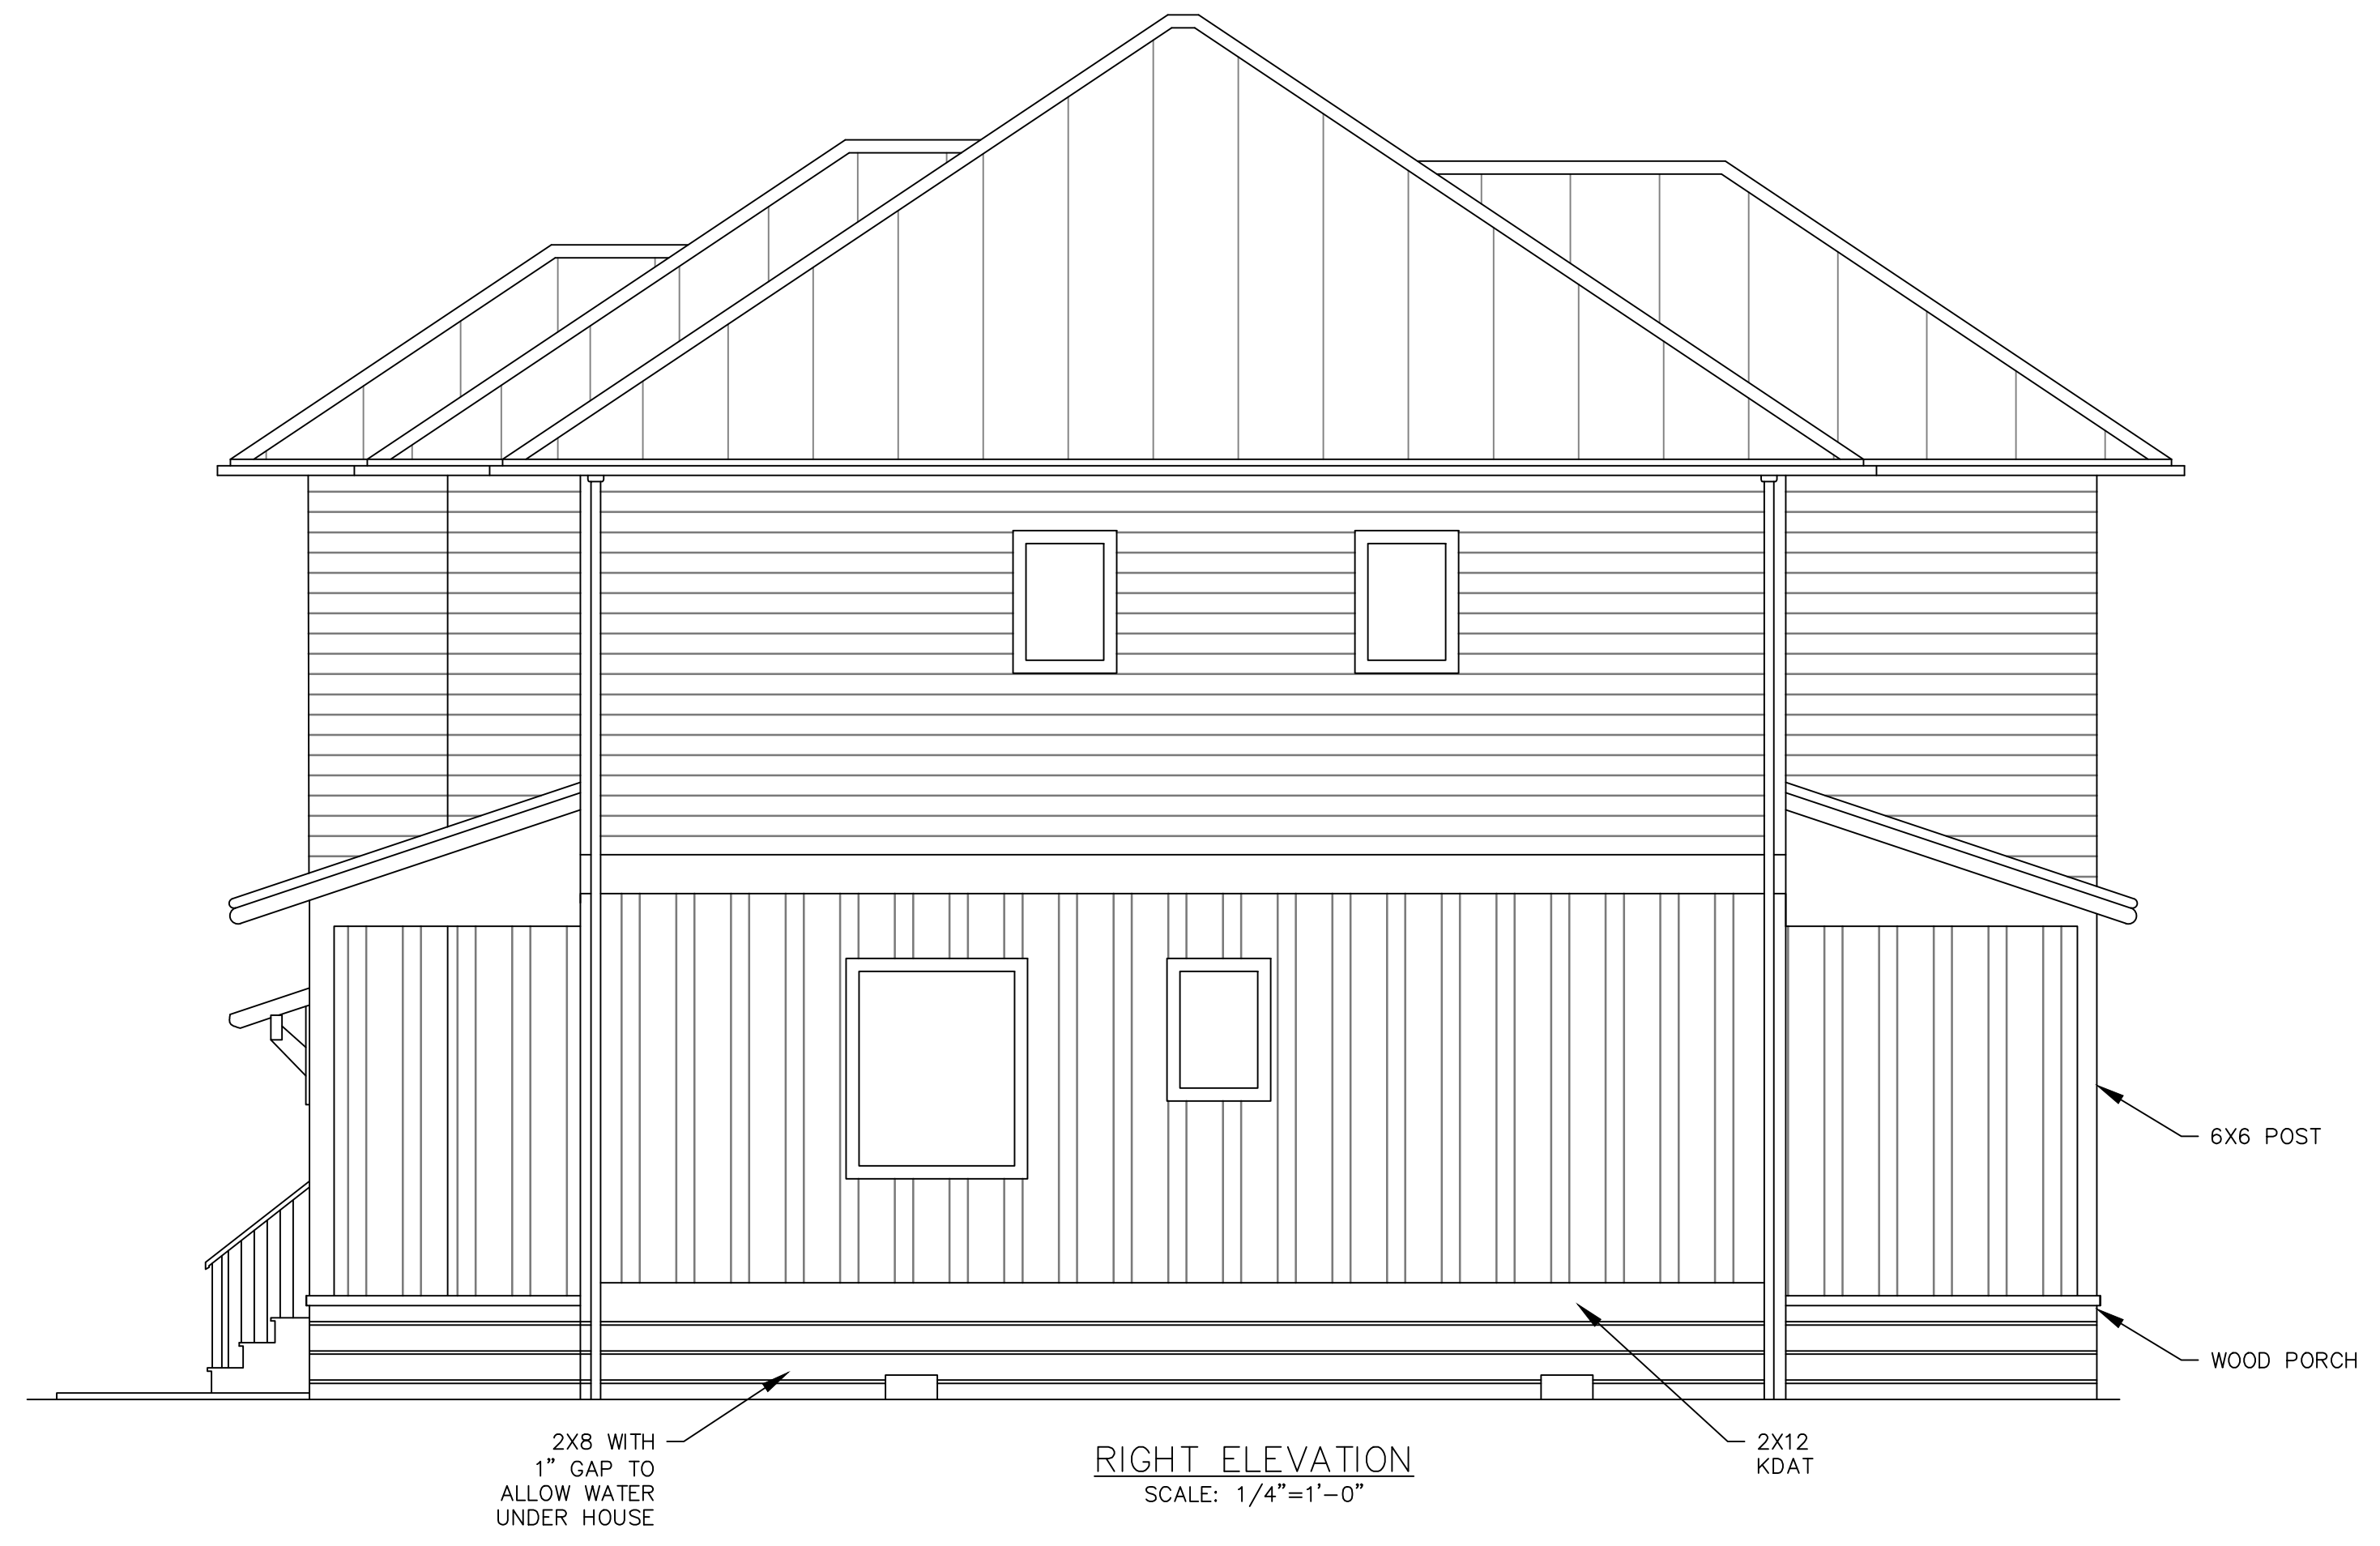 6X6 POST
WOOD PORCH
2X8 WITH
1" GAP TO
ALLOW WATER
UNDER HOUSE
RIGHT ELEVATION
SCALE: 1/4"=1'-0"
2X12
KDAT